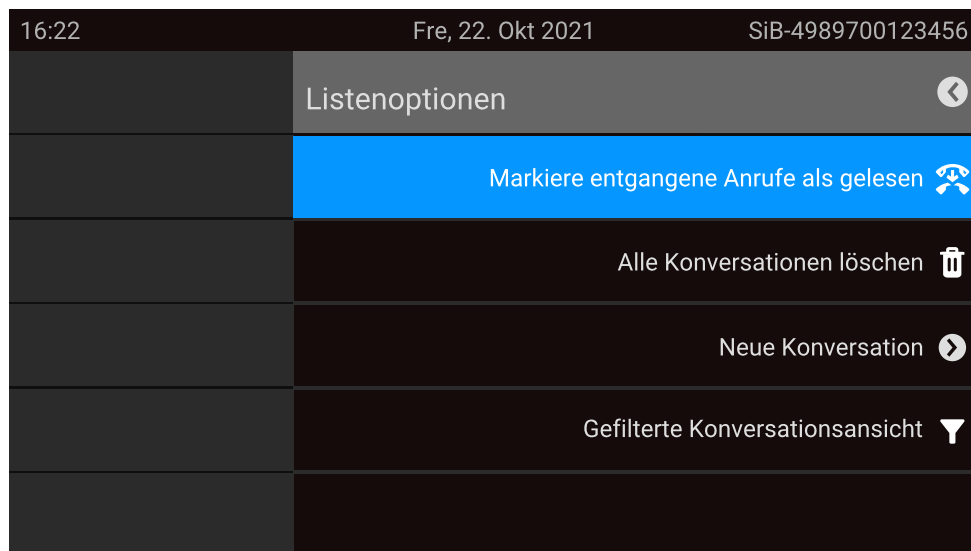 16:22 Fre, 22. Okt 2021 SiB-4989700123456
Listenoptionen
Markiere entgangene Anrufe als gelesen
Alle Konversationen löschen
Neue Konversation
Gefilterte Konversationsansicht